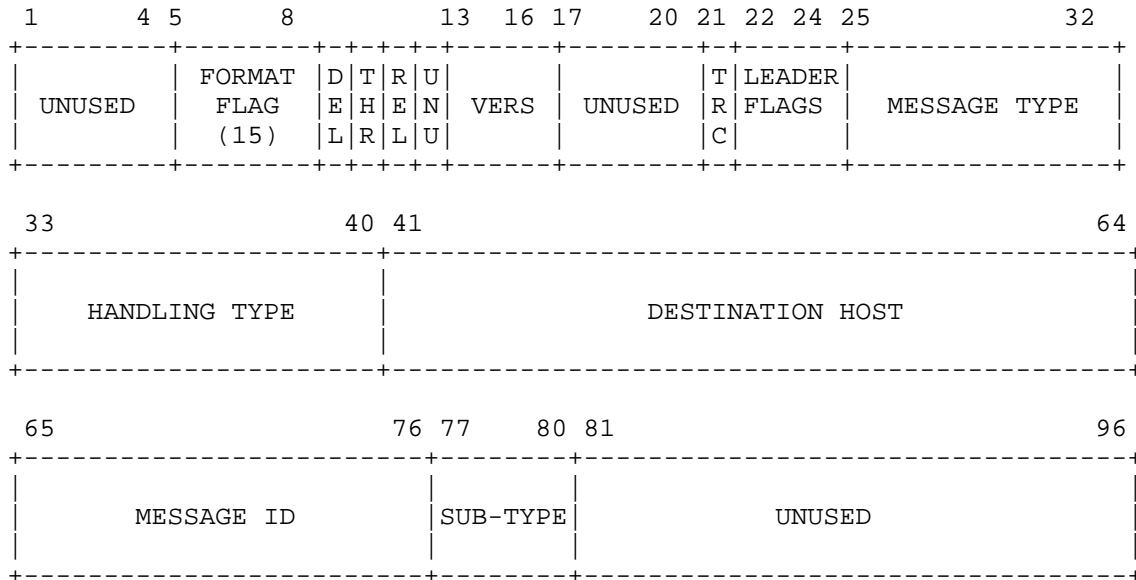 1 4 5 8 13 16 17 20 21 22 24 25 32
FORMAT D T R U T LEADER
UNUSED FLAG E H E N VERS UNUSED R FLAGS MESSAGE TYPE
(15) L R L U C
33 40 41 64
HANDLING TYPE DESTINATION HOST
65 76 77 80 81 96
MESSAGE ID SUB-TYPE UNUSED